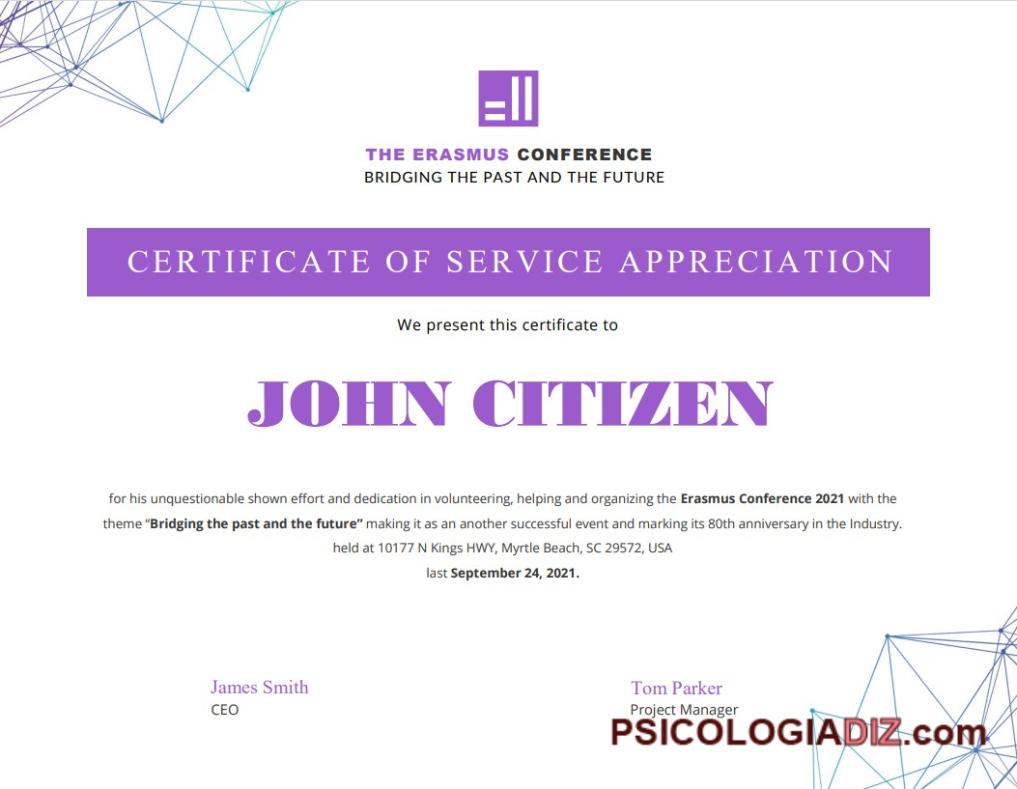 THE ERASMUS CONFERENCE
BRIDGING THE PAST AND THE FUTURE
CERTIFICATE OF SERVICE APPRECIATION
We present this certificate to
JOHN CITIZEN
for his unquestionable shown effort and dedication in volunteering, helping and organizing the Erasmus Conference 2021 with the
theme “Bridging the past and the future” making it as an another successful event and marking its 80th anniversary in the Industry.
held at 10177 N Kings HWY, Myrtle Beach, SC 29572, USA
last September 24, 2021.
James Smith
CEO
Tom Parker
Project Manager
PSICOLOGIADIZ.com